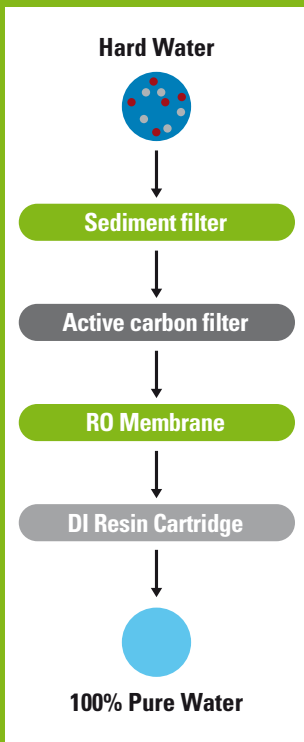 Hard Water
Sediment filter
Active carbon filter
RO Membrane
DI Resin Cartridge
100% Pure Water